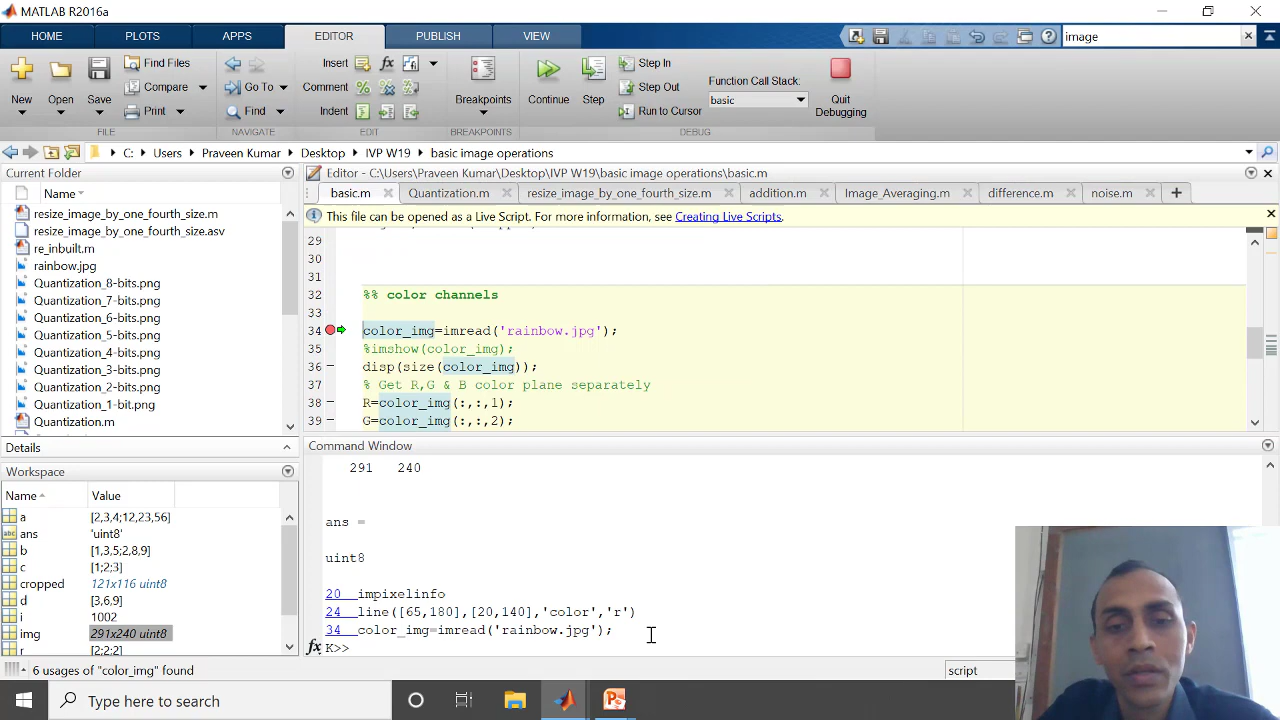 MATLAB R2016a
HOME PLOTS APPS EDITOR PUBLISH VIEW image
New Open Save Find Files Compare Print
Go To Find
Insert fx Comment % Indent
Breakpoints
Continue Step Step In Step Out Run to Cursor
Function Call Stack:
basic
Quit Debugging
FILE NAVIGATE EDIT BREAKPOINTS DEBUG
C: Users Praveen Kumar Desktop IVP W19 basic image operations
Current Folder
Name
resize_image_by_one_fourth_size.m
resize_image_by_one_fourth_size.asv
re_inbuilt.m
rainbow.jpg
Quantization_8-bits.png
Quantization_7-bits.png
Quantization_6-bits.png
Quantization_5-bits.png
Quantization_4-bits.png
Quantization_3-bits.png
Quantization_2-bits.png
Quantization_1-bit.png
Quantization.m
Details
Workspace
Name Value
a [2,3,4;12,23,56]
ans 'uint8'
b [1,3,5;2,8,9]
c [1;2;3]
cropped 121x116 uint8
d [3,6,9]
i 1002
img 291x240 uint8
r [2;2;2]
Editor - C:\Users\Praveen Kumar\Desktop\IVP W19\basic image operations\basic.m
basic.m Quantization.m resize_image_by_one_fourth_size.m addition.m Image_Averaging.m difference.m noise.m
This file can be opened as a Live Script. For more information, see Creating Live Scripts.
29
30
31
32 %% color channels
33
34 color_img=imread('rainbow.jpg');
35 %imshow(color_img);
36 disp(size(color_img));
37 % Get R,G & B color plane separately
38 R=color_img(:,:,1);
39 G=color_img(:,:,2);
Command Window
291 240
ans =
uint8
20 impixelinfo
24 line([65,180],[20,140],'color','r')
34 color_img=imread('rainbow.jpg');
fx K>>
6 usages of "color_img" found
script
Type here to search